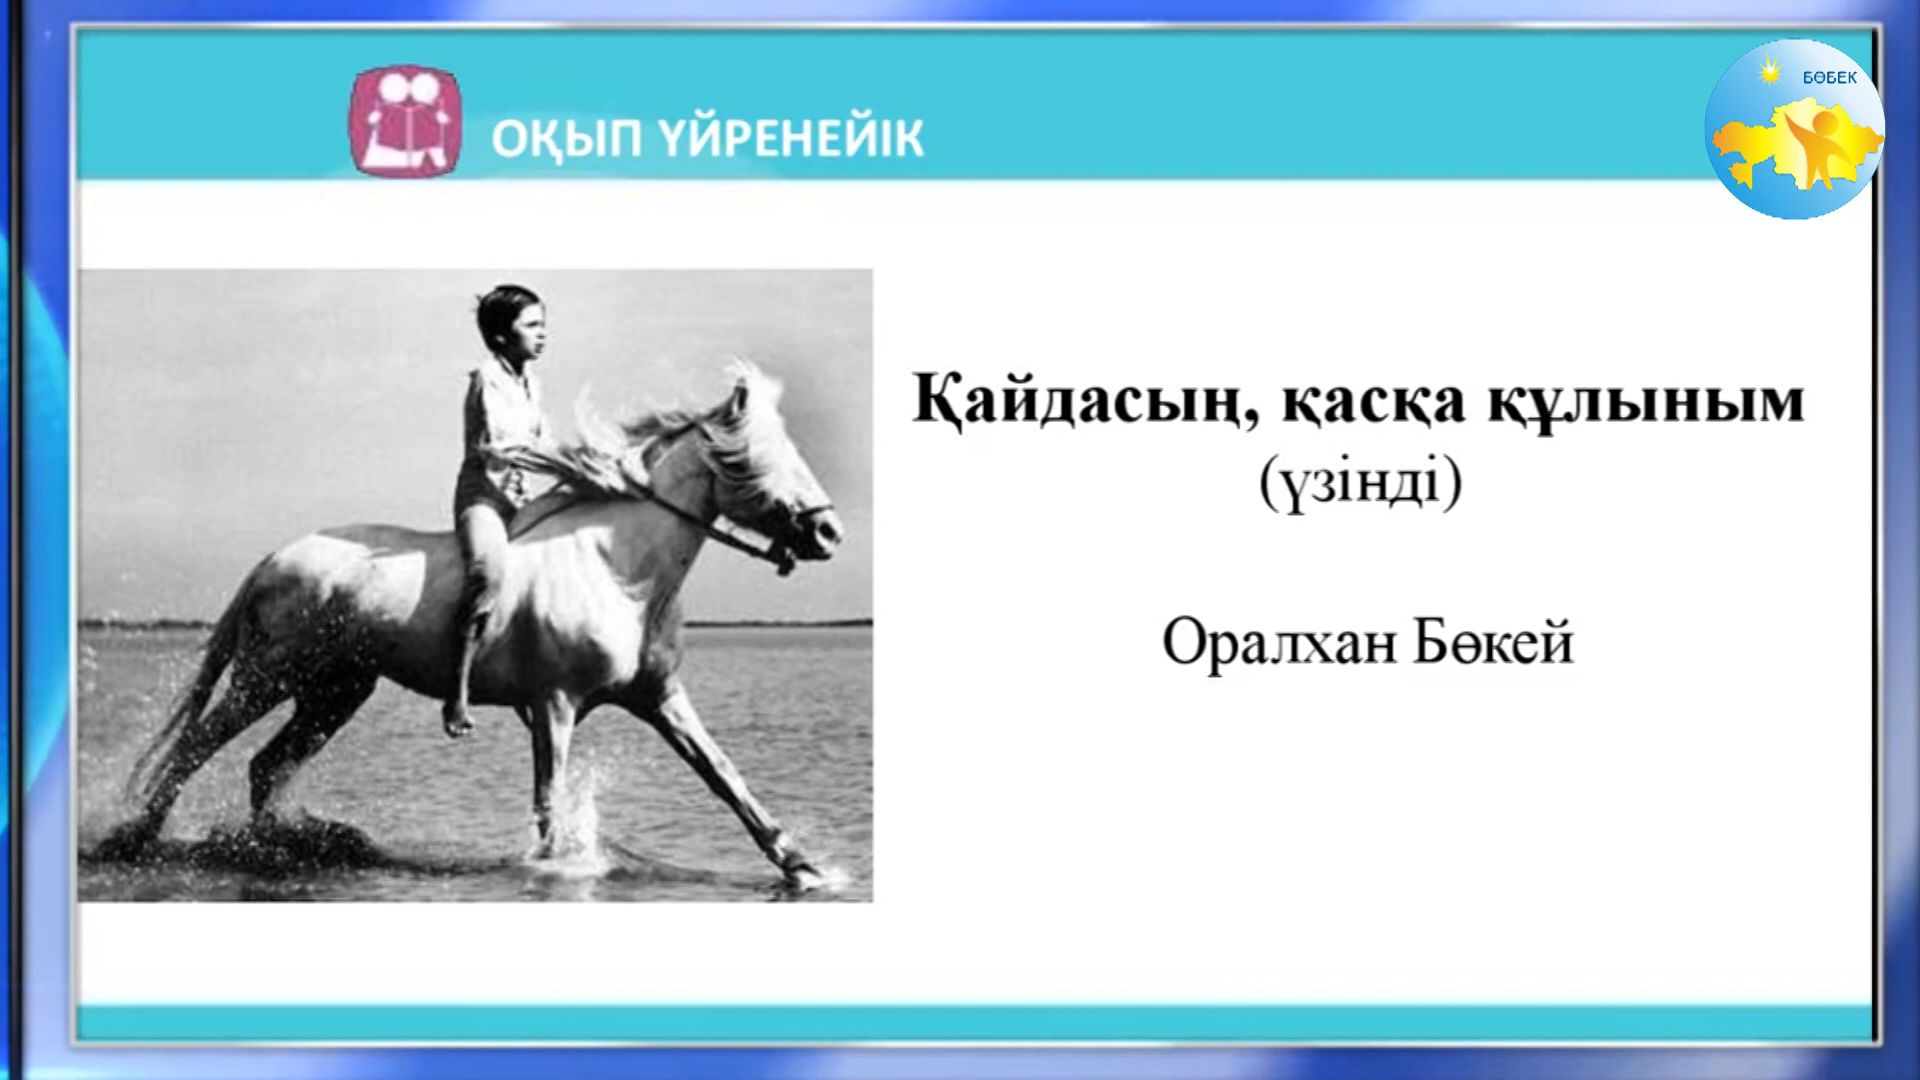 БӨБЕК
ОҚЫП ҮЙРЕНЕЙІК
Қайдасың, қасқа құлыным
(үзінді)
Оралхан Бөкей